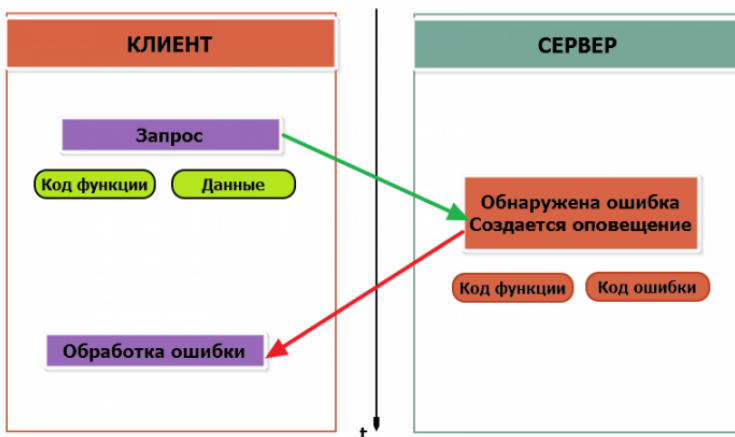 КЛИЕНТ
СЕРВЕР
Запрос
Код функции
Данные
Обнаружена ошибка
Создается оповещение
Код функции
Код ошибки
Обработка ошибки
t